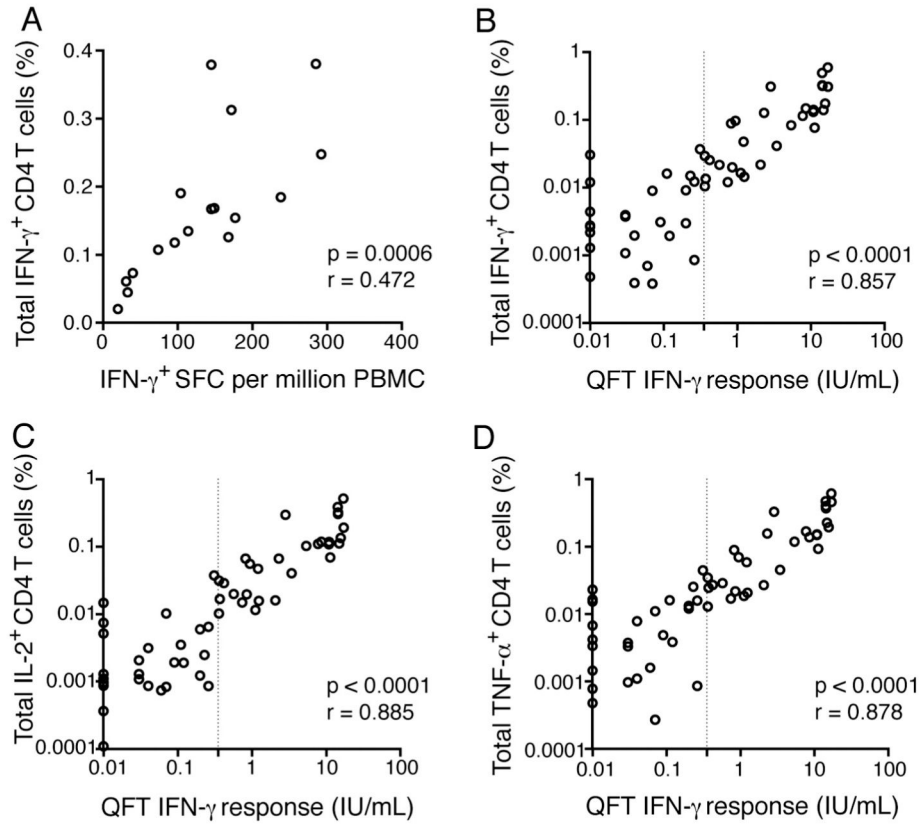 A
Total IFN-γ+ CD4 T cells (%)
0.4
0.3
0.2
0.1
0.0
0 100 200 300 400
p = 0.0006
r = 0.472
IFN-γ+ SFC per million PBMC
B
Total IFN-γ+ CD4 T cells (%)
1
0.1
0.01
0.001
0.0001
0.01 0.1 1 10 100
p < 0.0001
r = 0.857
QFT IFN-γ response (IU/mL)
C
Total IL-2+ CD4 T cells (%)
1
0.1
0.01
0.001
0.0001
0.01 0.1 1 10 100
p < 0.0001
r = 0.885
QFT IFN-γ response (IU/mL)
D
Total TNF-α+ CD4 T cells (%)
1
0.1
0.01
0.001
0.0001
0.01 0.1 1 10 100
p < 0.0001
r = 0.878
QFT IFN-γ response (IU/mL)